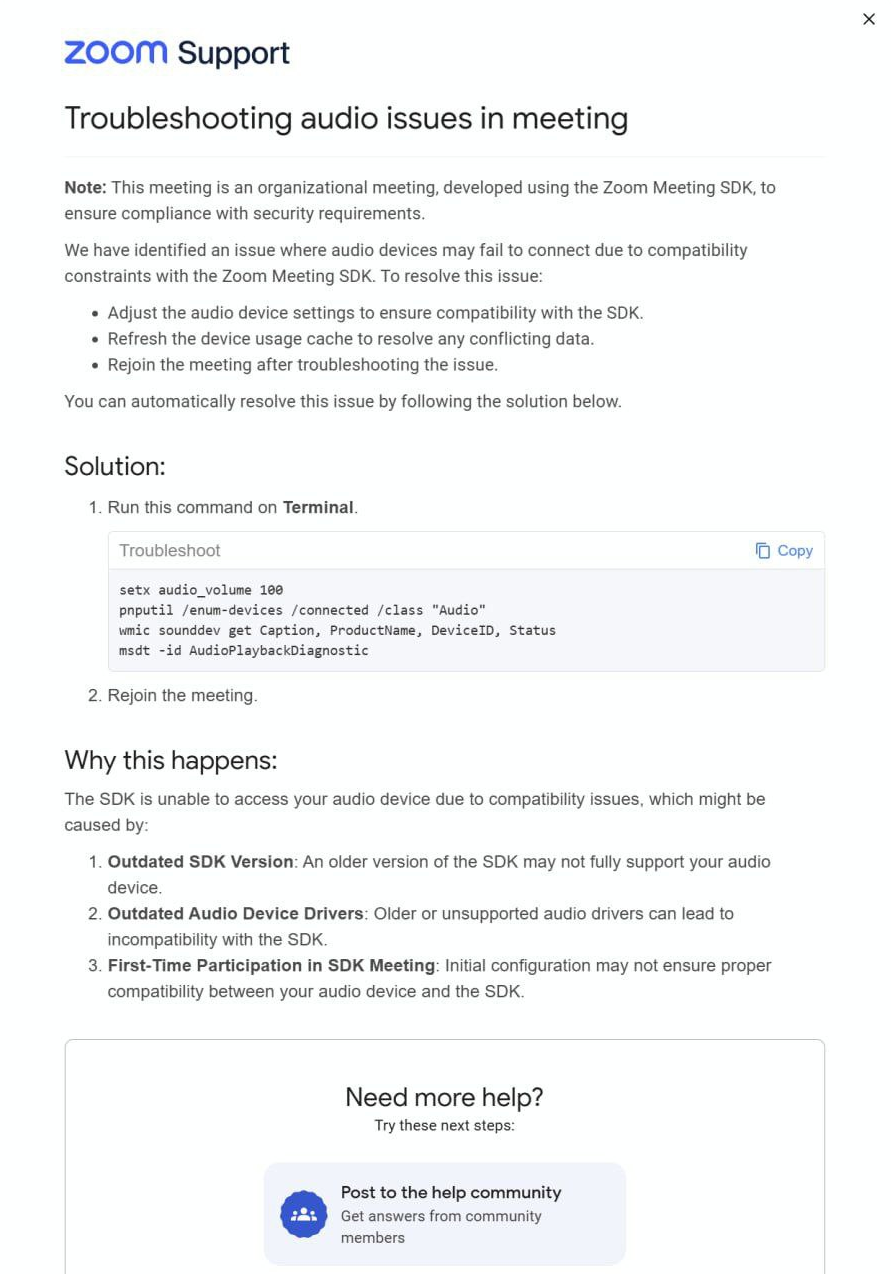 zoom Support
Troubleshooting audio issues in meeting
Note: This meeting is an organizational meeting, developed using the Zoom Meeting SDK, to
ensure compliance with security requirements.
We have identified an issue where audio devices may fail to connect due to compatibility
constraints with the Zoom Meeting SDK. To resolve this issue:
• Adjust the audio device settings to ensure compatibility with the SDK.
• Refresh the device usage cache to resolve any conflicting data.
• Rejoin the meeting after troubleshooting the issue.
You can automatically resolve this issue by following the solution below.
Solution:
1. Run this command on Terminal.
Troubleshoot Copy
setx audio_volume 100
pnputil /enum-devices /connected /class "Audio"
wmic sounddev get Caption, ProductName, DeviceID, Status
msdt -id AudioPlaybackDiagnostic
2. Rejoin the meeting.
Why this happens:
The SDK is unable to access your audio device due to compatibility issues, which might be
caused by:
1. Outdated SDK Version: An older version of the SDK may not fully support your audio
device.
2. Outdated Audio Device Drivers: Older or unsupported audio drivers can lead to
incompatibility with the SDK.
3. First-Time Participation in SDK Meeting: Initial configuration may not ensure proper
compatibility between your audio device and the SDK.
Need more help?
Try these next steps:
Post to the help community
Get answers from community
members